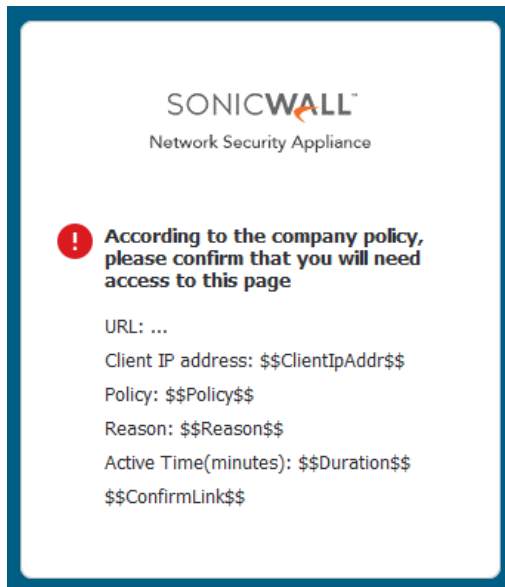 SONICWALL™
Network Security Appliance
!
According to the company policy,
please confirm that you will need
access to this page
URL: ...
Client IP address: $$ClientIpAddr$$
Policy: $$Policy$$
Reason: $$Reason$$
Active Time(minutes): $$Duration$$
$$ConfirmLink$$